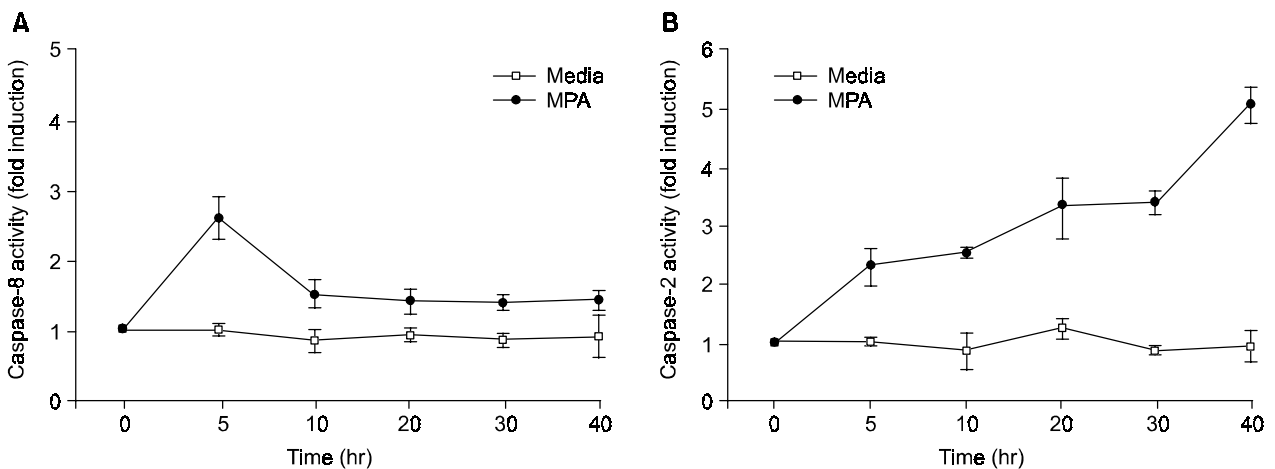 A
Caspase-8 activity (fold induction)
5
4
3
2
1
0
Media
MPA
0 5 10 20 30 40
Time (hr)
B
Caspase-2 activity (fold induction)
6
5
4
3
2
1
0
Media
MPA
0 5 10 20 30 40
Time (hr)